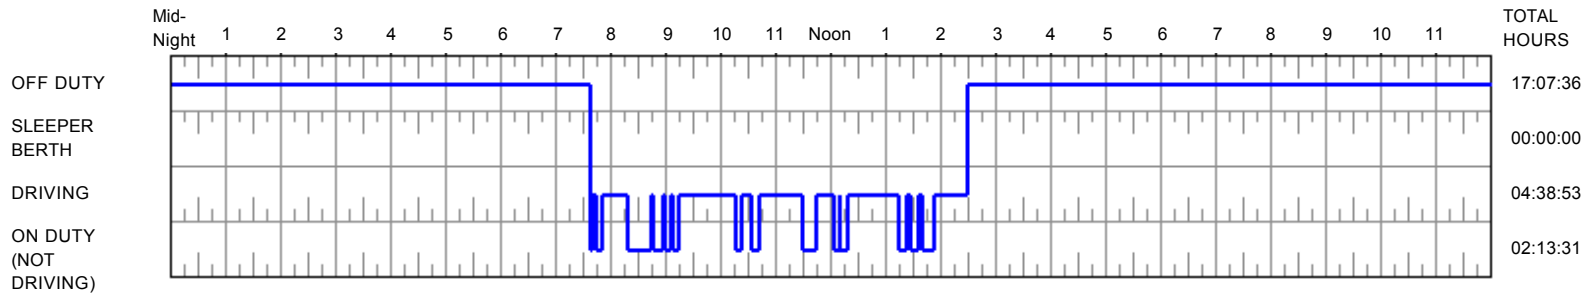 Mid-
Night 1 2 3 4 5 6 7 8 9 10 11 Noon 1 2 3 4 5 6 7 8 9 10 11 TOTAL
HOURS
OFF DUTY 17:07:36
SLEEPER
BERTH 00:00:00
DRIVING 04:38:53
ON DUTY
(NOT 02:13:31
DRIVING)